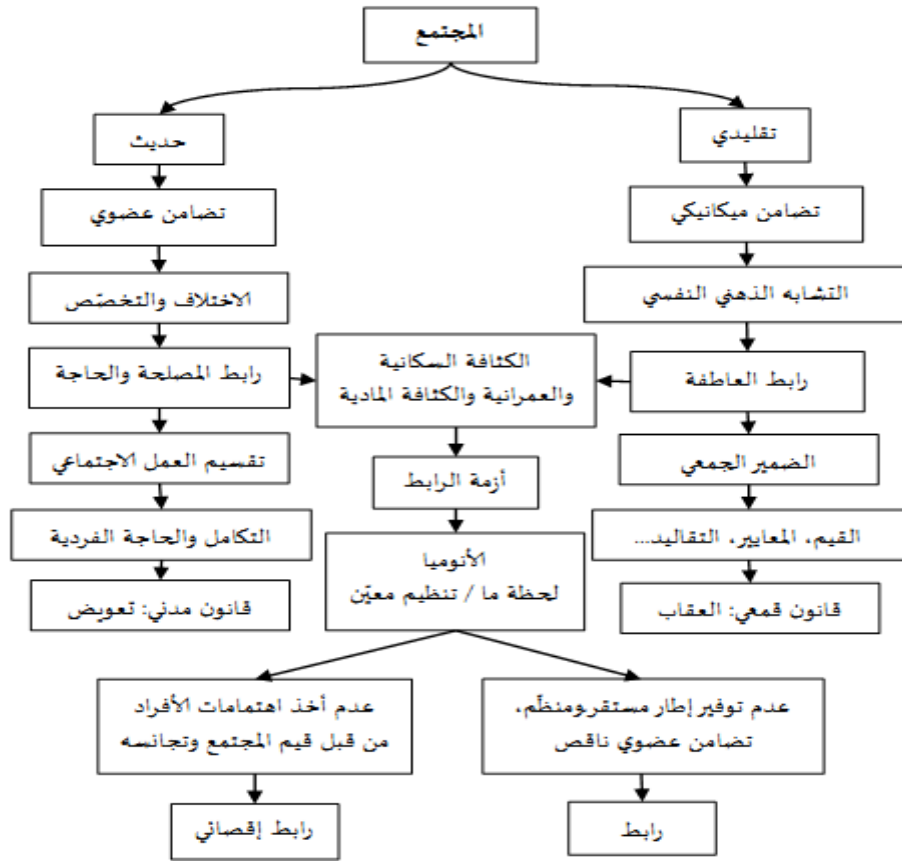 المجتمع
تقليدي
حديث
تضامن ميكانيكي
تضامن عضوي
التشابه الذهني النفسي
الاختلاف والتخصّص
الكثافة السكانية
والعمرانية والكثافة المادية
رابط العاطفة
رابط المصلحة والحاجة
الضمير الجمعي
تقسيم العمل الاجتماعي
أزمة الرابط
القيم، المعايير، التقاليد...
التكامل والحاجة الفردية
الأنوميا
لحظة ما / تنظيم معيّن
قانون قمعي: العقاب
قانون مدني: تعويض
عدم توفير إطار مستقر ومنظّم،
تضامن عضوي ناقص
عدم أخذ اهتمامات الأفراد
من قبل قيم المجتمع وتجانسه
رابط
رابط إقصائي